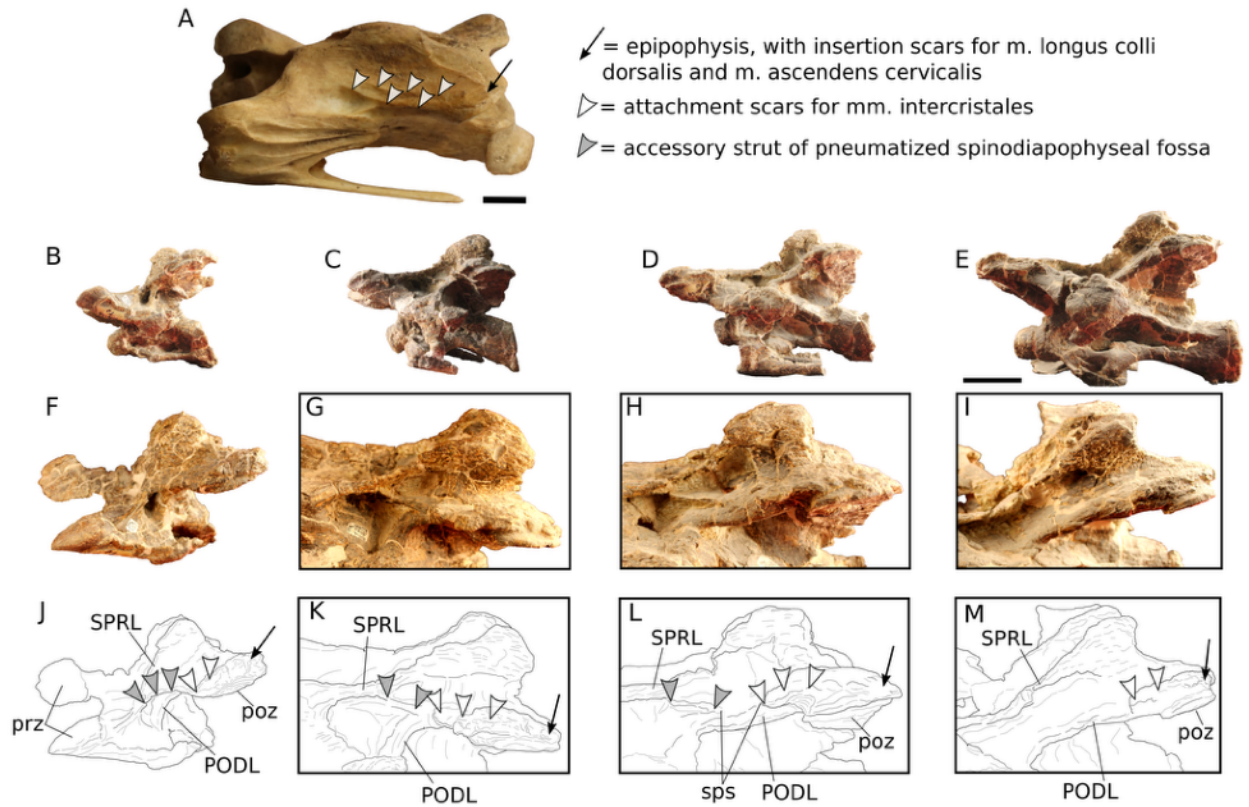 A
= epipophysis, with insertion scars for m. longus colli
dorsalis and m. ascendens cervicalis
= attachment scars for mm. intercristales
= accessory strut of pneumatized spinodiapophyseal fossa
B
C
D
E
F
G
H
I
J
SPRL
prz
poz
PODL
K
SPRL
PODL
L
SPRL
poz
sps
PODL
M
SPRL
poz
PODL